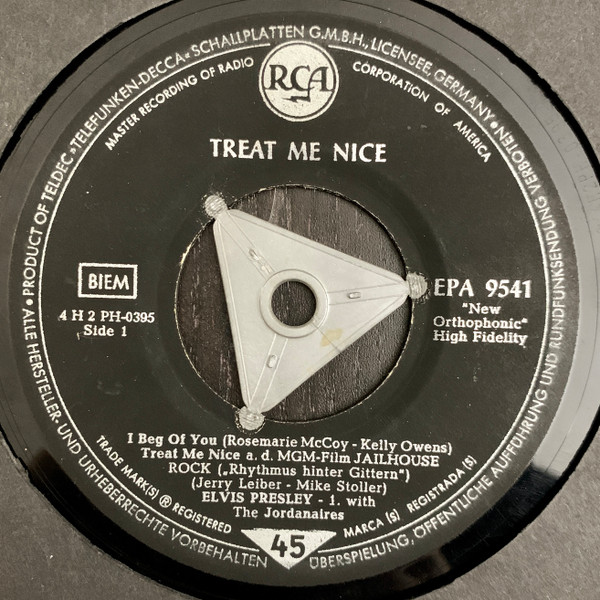 ALLE HERSTELLER- UND URHEBERRECHTE VORBEHALTEN
• PRODUCT OF TELDEC • TELEFUNKEN-DECCA • SCHALLPLATTEN G.M.B.H., LICENSEE, GERMANY •
ÜBERSPIELUNG, ÖFFENTLICHE AUFFÜHRUNG UND RUNDFUNKSENDUNG VERBOTEN
MASTER RECORDING OF RADIO CORPORATION OF AMERICA
RCA
TREAT ME NICE
BIEM
4 H 2 PH-0395
Side 1
EPA 9541
"New
Orthophonic"
High Fidelity
I Beg Of You (Rosemarie McCoy - Kelly Owens)
Treat Me Nice a. d. MGM-Film JAILHOUSE
ROCK („Rhythmus hinter Gittern")
(Jerry Leiber - Mike Stoller)
ELVIS PRESLEY - 1. with
The Jordanaires
TRADE MARK(S) ® REGISTERED
MARCA (S) REGISTRADA (S)
45